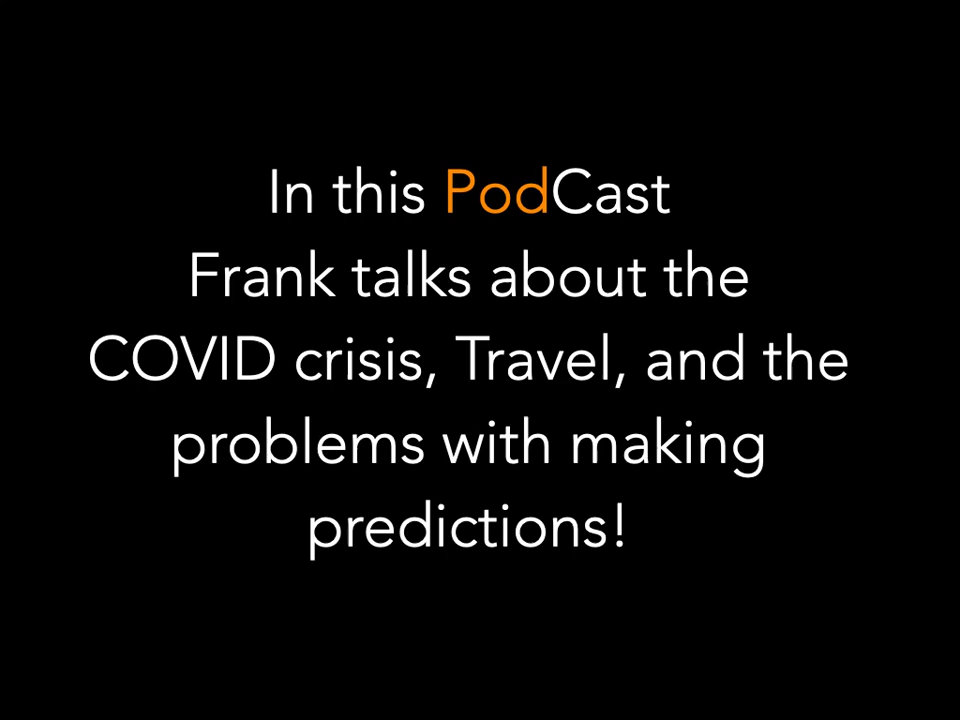 In this PodCast
Frank talks about the
COVID crisis, Travel, and the
problems with making
predictions!